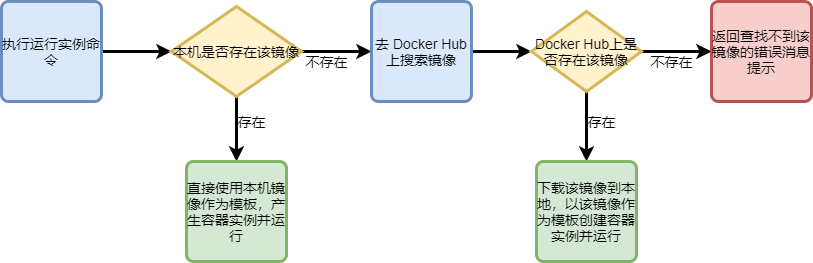 执行运行实例命
令
本机是否存在该镜像
不存在
去 Docker Hub
上搜索镜像
Docker Hub上是
否存在该镜像
不存在
返回查找不到该
镜像的错误消息
提示
存在
存在
直接使用本机镜
像作为模板，产
生容器实例并运
行
下载该镜像到本
地，以该镜像作
为模板创建容器
实例并运行